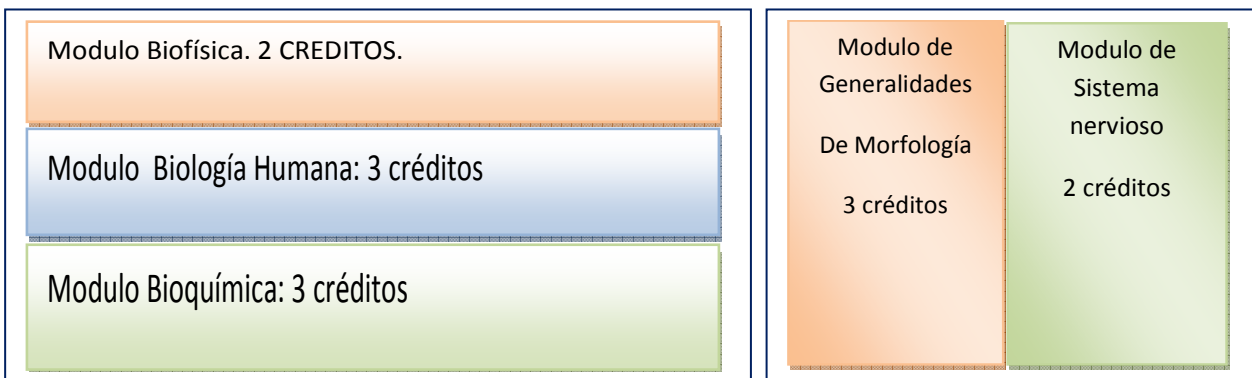 Modulo Biofísica. 2 CREDITOS.
Modulo Biología Humana: 3 créditos
Modulo Bioquímica: 3 créditos
Modulo de
Generalidades
De Morfología
3 créditos
Modulo de
Sistema
nervioso
2 créditos